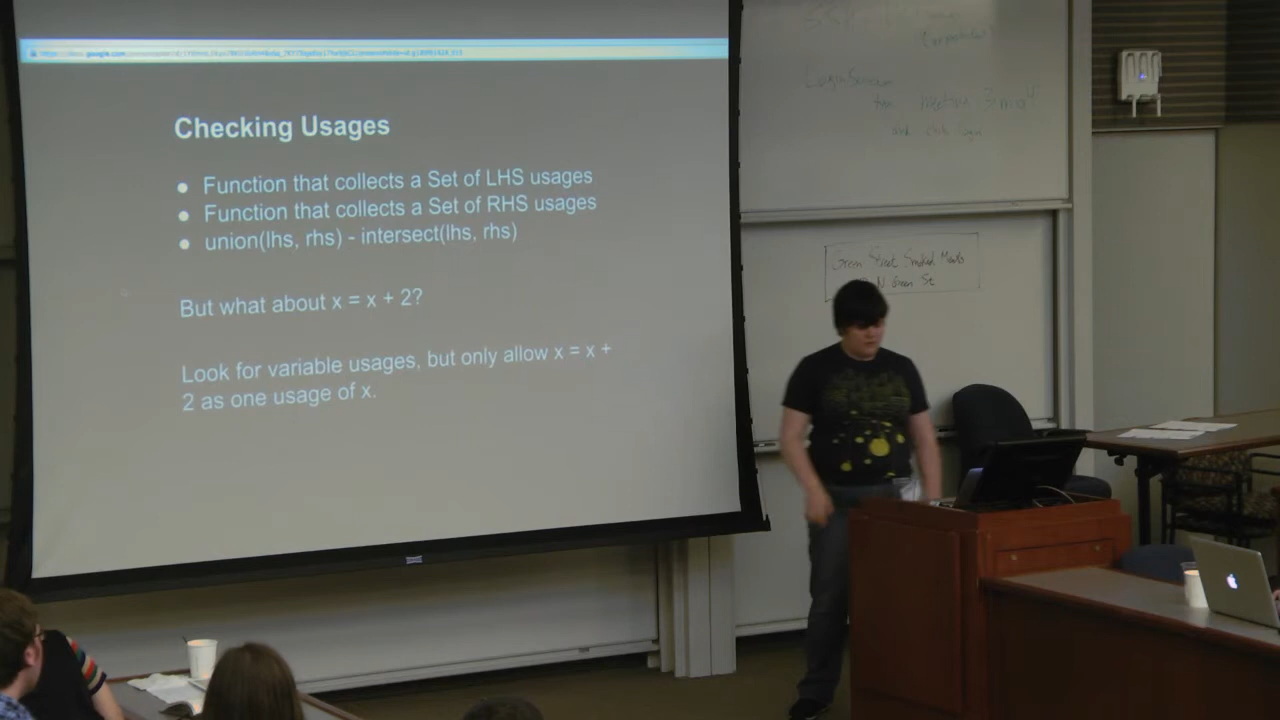 Checking Usages
Function that collects a Set of LHS usages
Function that collects a Set of RHS usages
union(lhs, rhs) - intersect(lhs, rhs)
But what about x = x + 2?
Look for variable usages, but only allow x = x +
2 as one usage of x.
Green Street Smoked Meats
N. Green St